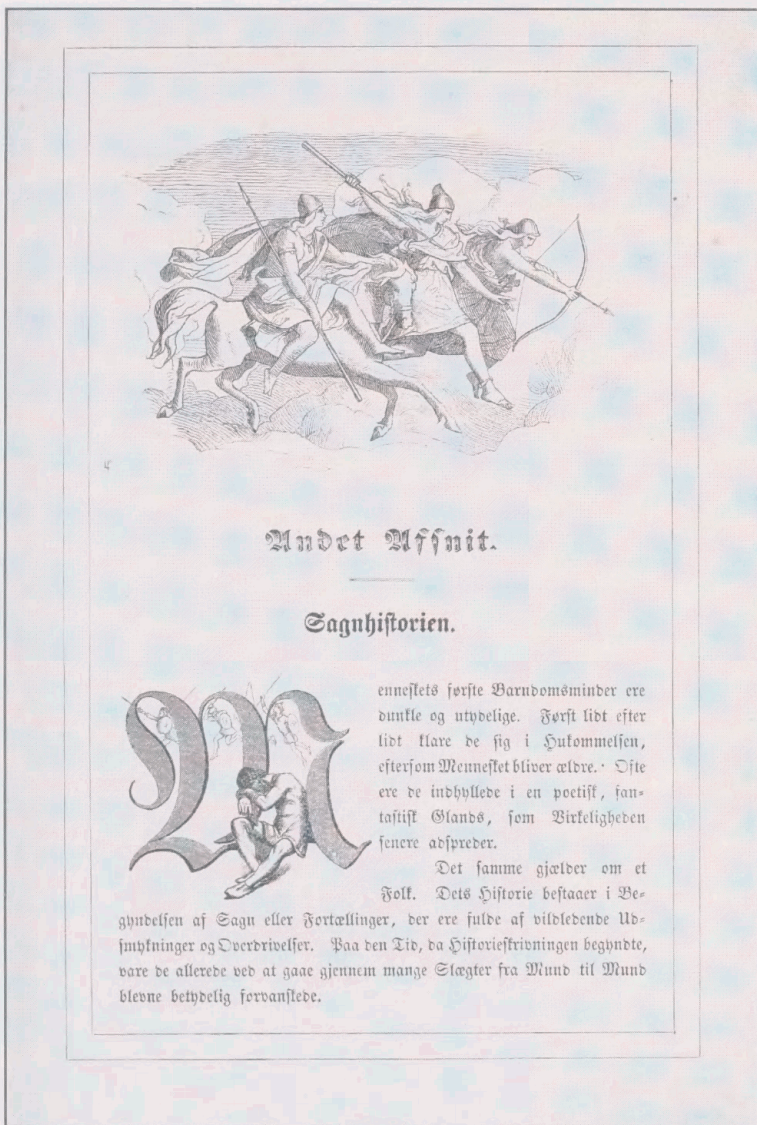 Andet Afsnit.
Sagnhistorien.
Menneskets første Barndomsminder ere
dunkle og utydelige. Først lidt efter
lidt klare de sig i Hukommelsen,
eftersom Mennesket bliver ældre. Ofte
ere de indhyllede i en poetisk, fan-
tastisk Glands, som Virkeligheden
senere adspreder.
Det samme gjælder om et
Folk. Dets Historie bestaaer i Be-
gyndelsen af Sagn eller Fortællinger, der ere fulde af vildledende Ud-
smykninger og Overdrivelser. Paa den Tid, da Historieskrivningen begyndte,
vare de allerede ved at gaae gjennem mange Slægter fra Mund til Mund
blevne betydelig forvanskede.